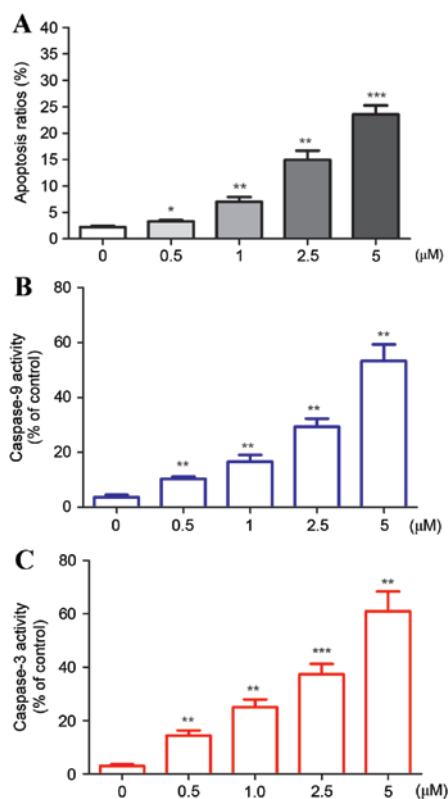 A
Apoptosis ratios (%)
40
35
30
25
20
15
10
5
0
*
**
**
***
0 0.5 1 2.5 5 (μM)
B
Caspase-9 activity
(% of control)
80
60
40
20
0
**
**
**
**
0 0.5 1 2.5 5 (μM)
C
Caspase-3 activity
(% of control)
80
60
40
20
0
**
**
***
**
0 0.5 1.0 2.5 5 (μM)